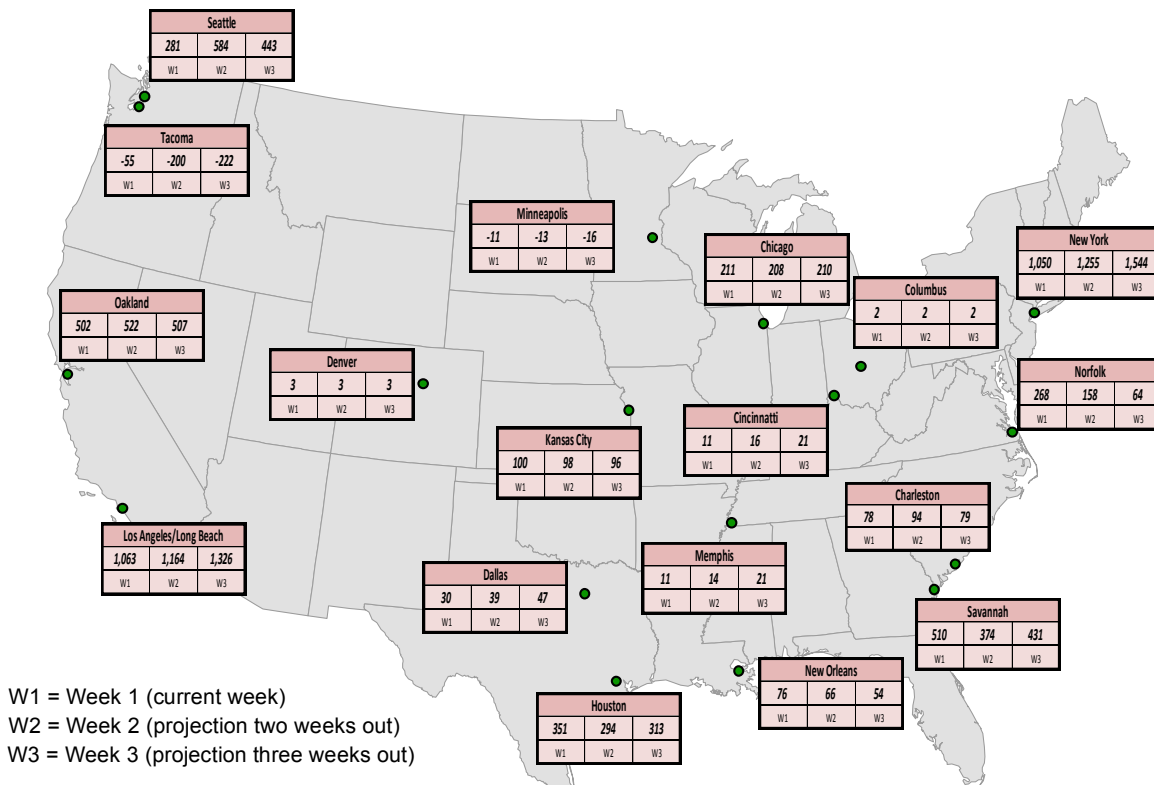 Seattle
281 584 443
W1 W2 W3
Tacoma
-55 -200 -222
W1 W2 W3
Minneapolis
-11 -13 -16
W1 W2 W3
Chicago
211 208 210
W1 W2 W3
New York
1,050 1,255 1,544
W1 W2 W3
Columbus
2 2 2
W1 W2 W3
Oakland
502 522 507
W1 W2 W3
Denver
3 3 3
W1 W2 W3
Norfolk
268 158 64
W1 W2 W3
Cincinnatti
11 16 21
W1 W2 W3
Kansas City
100 98 96
W1 W2 W3
Charleston
78 94 79
W1 W2 W3
Los Angeles/Long Beach
1,063 1,164 1,326
W1 W2 W3
Memphis
11 14 21
W1 W2 W3
Dallas
30 39 47
W1 W2 W3
Savannah
510 374 431
W1 W2 W3
New Orleans
76 66 54
W1 W2 W3
Houston
351 294 313
W1 W2 W3
W1 = Week 1 (current week)
W2 = Week 2 (projection two weeks out)
W3 = Week 3 (projection three weeks out)